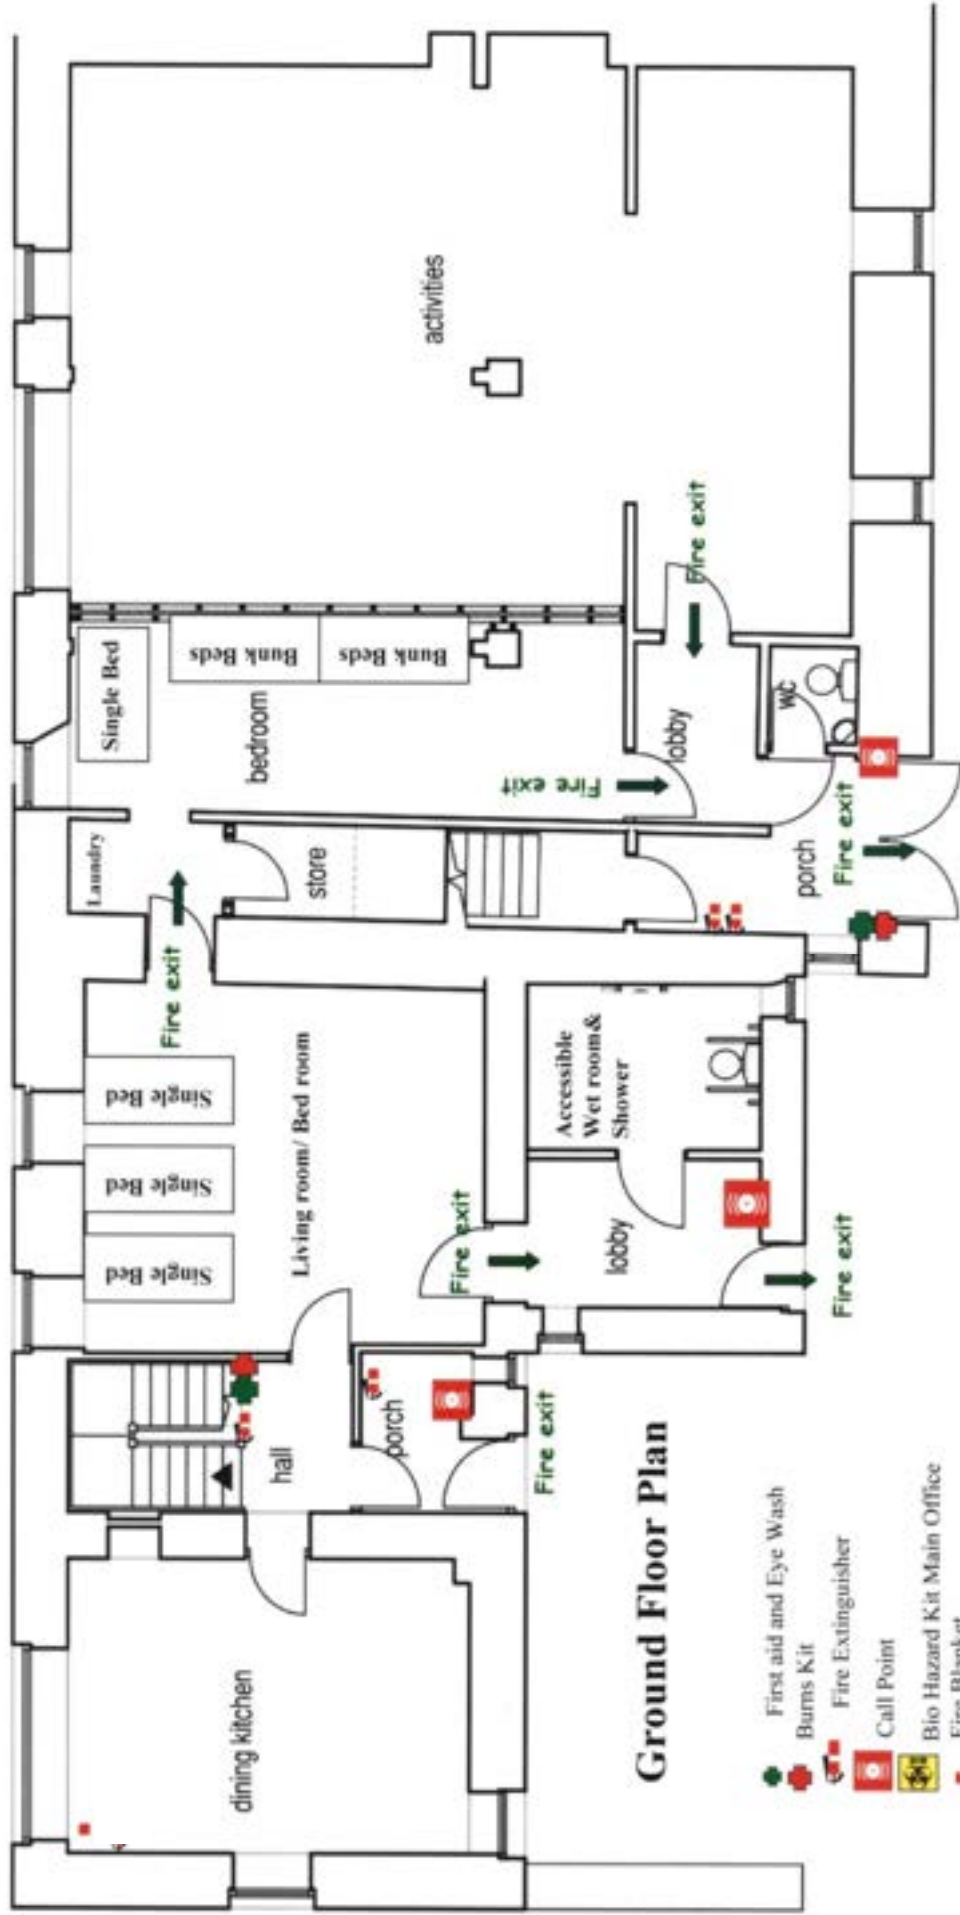 activities
Fire exit
Single Bed
Bunk Beds
Bunk Beds
bedroom
Fire exit
lobby
wc
Laundry
store
porch
Fire exit
Fire exit
Single Bed
Single Bed
Single Bed
Living room/ Bed room
Accessible
Wet room&
Shower
Fire exit
lobby
Fire exit
hall
porch
Fire exit
dining kitchen
Ground Floor Plan
First aid and Eye Wash
Burns Kit
Fire Extinguisher
Call Point
Bio Hazard Kit Main Office
Fire Blanket